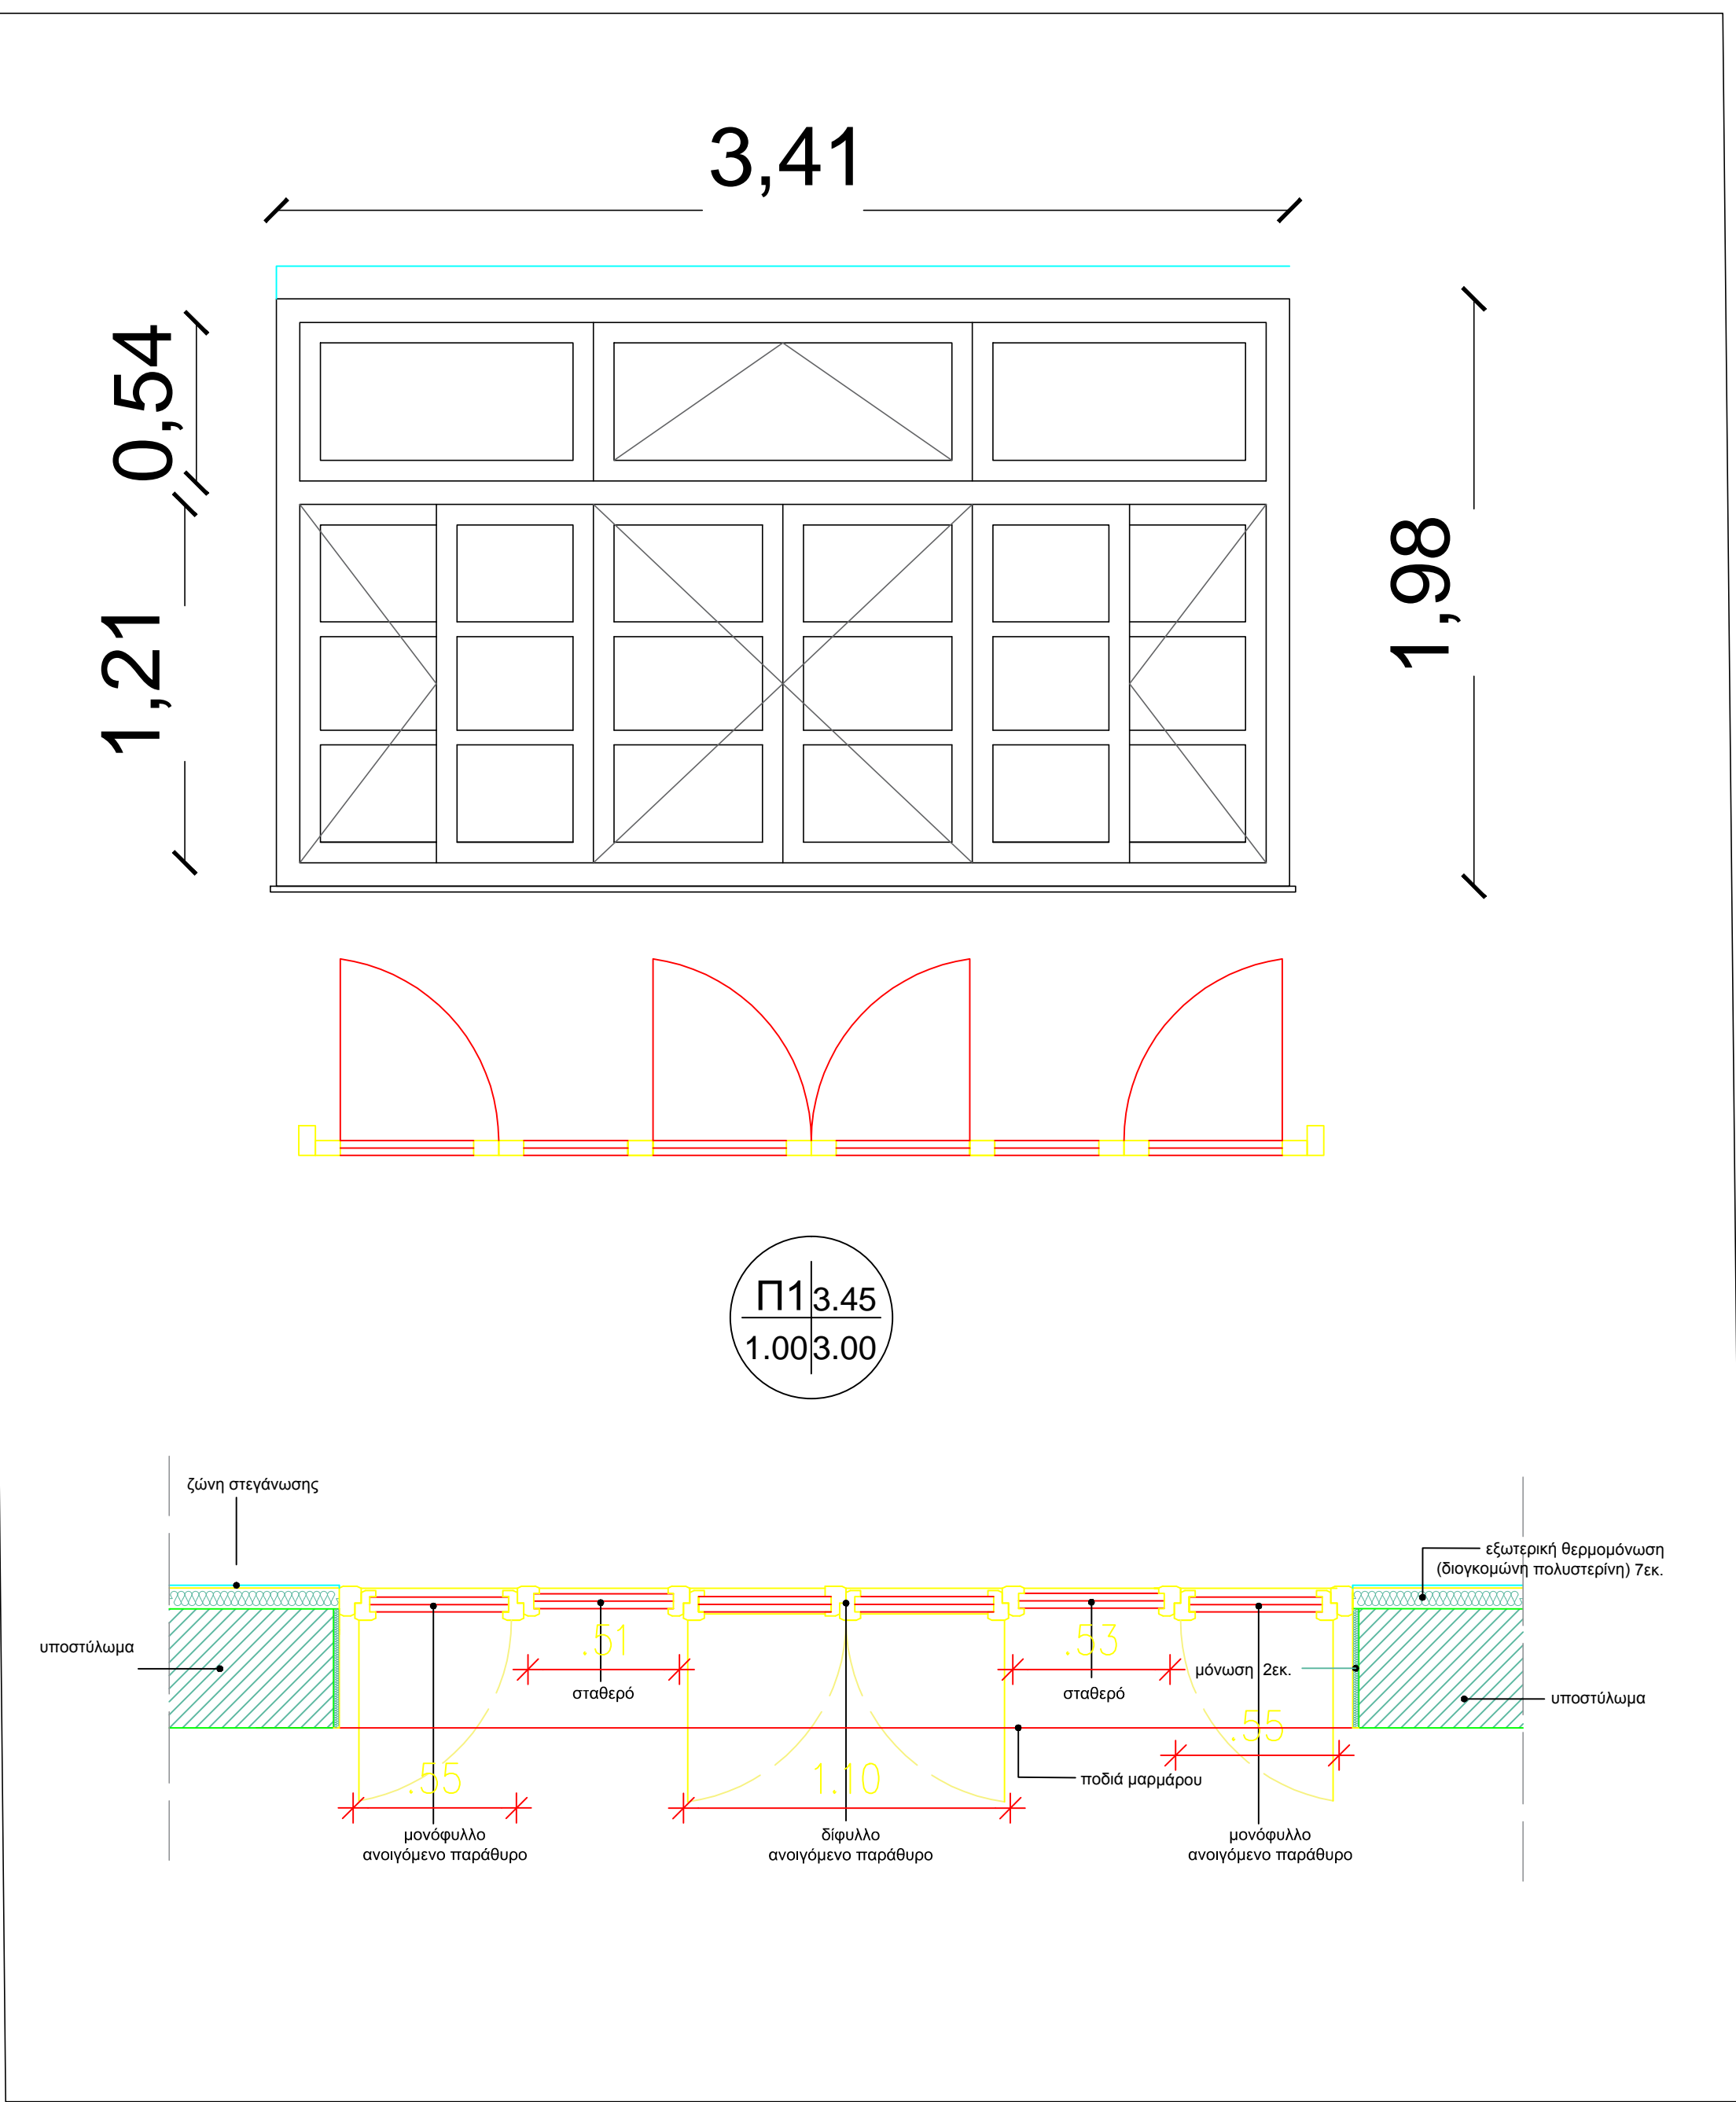 3,41
0,54
1,21
1,98
Π1 3.45
1.00 3.00
ζώνη στεγάνωσης
εξωτερική θερμομόνωση
(διογκομώνη πολυστερίνη) 7εκ.
υποστύλωμα
.51
.53
σταθερό
σταθερό
μόνωση 2εκ.
υποστύλωμα
.55
.55
1.10
ποδιά μαρμάρου
μονόφυλλο
ανοιγόμενο παράθυρο
δίφυλλο
ανοιγόμενο παράθυρο
μονόφυλλο
ανοιγόμενο παράθυρο